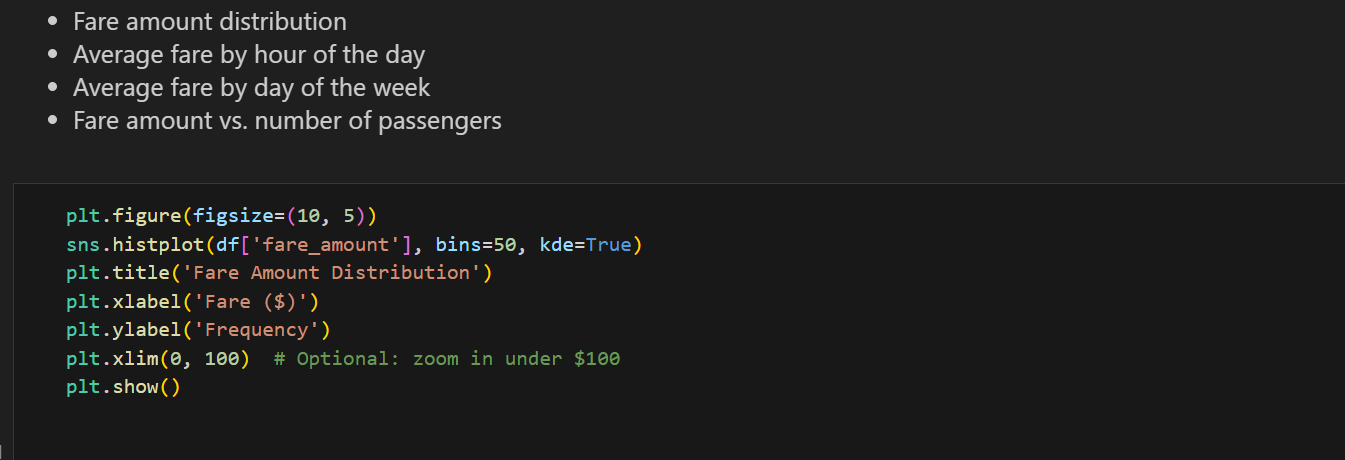 • Fare amount distribution
• Average fare by hour of the day
• Average fare by day of the week
• Fare amount vs. number of passengers
plt.figure(figsize=(10, 5))
sns.histplot(df['fare_amount'], bins=50, kde=True)
plt.title('Fare Amount Distribution')
plt.xlabel('Fare ($)')
plt.ylabel('Frequency')
plt.xlim(0, 100)  # Optional: zoom in under $100
plt.show()